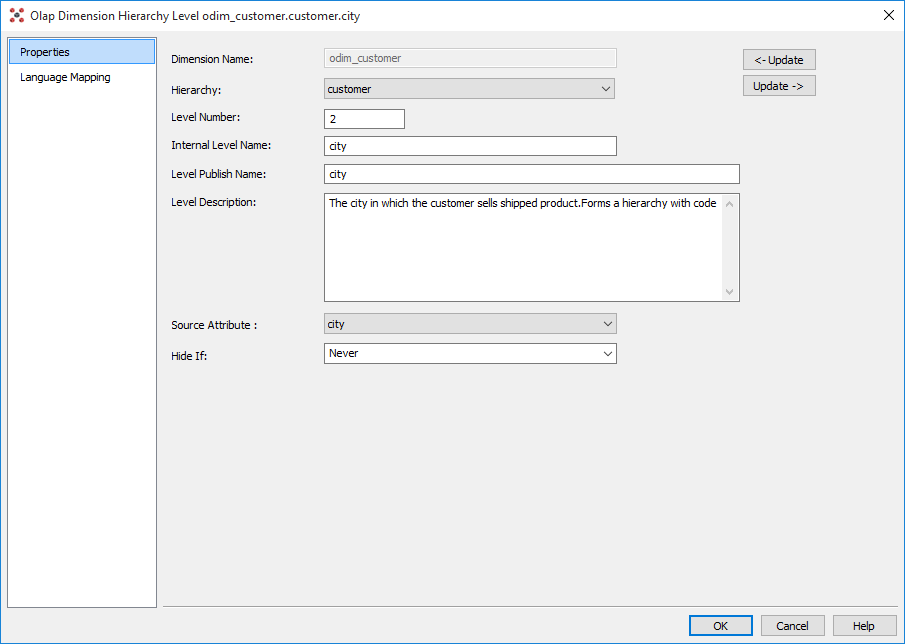 Olap Dimension Hierarchy Level odim_customer.customer.city
Properties
Language Mapping
Dimension Name: odim_customer
<- Update
Hierarchy: customer
Update ->
Level Number: 2
Internal Level Name: city
Level Publish Name: city
Level Description: The city in which the customer sells shipped product.Forms a hierarchy with code
Source Attribute : city
Hide If: Never
OK Cancel Help